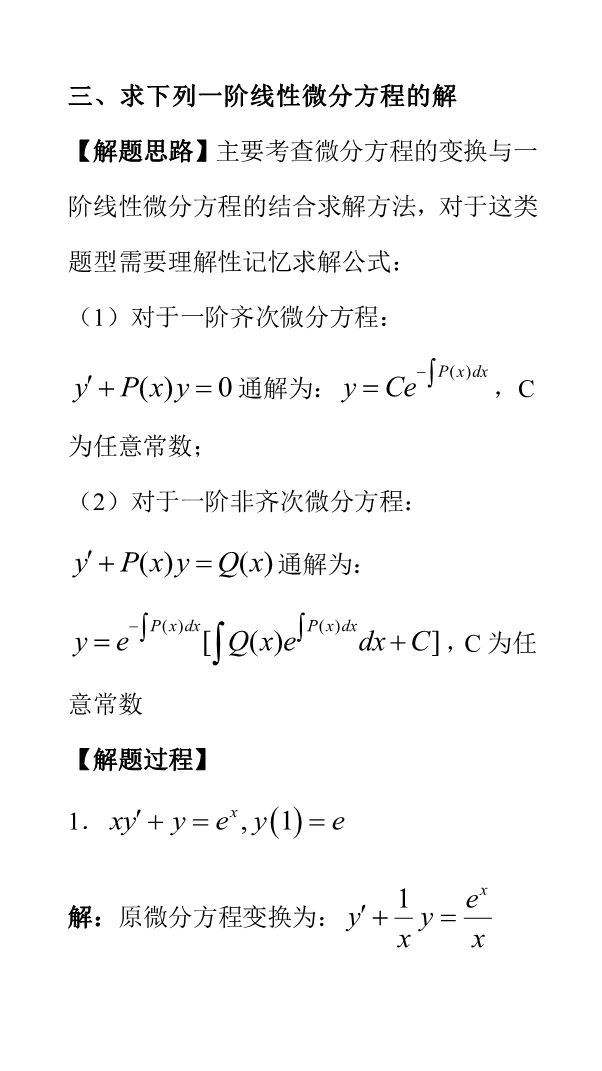 三、求下列一阶线性微分方程的解
【解题思路】主要考查微分方程的变换与一
阶线性微分方程的结合求解方法，对于这类
题型需要理解性记忆求解公式：
（1）对于一阶齐次微分方程：
y′ + P(x)y = 0 通解为： y = Ce^{-∫P(x)dx} ，C
为任意常数；
（2）对于一阶非齐次微分方程：
y′ + P(x)y = Q(x) 通解为：
y = e^{-∫P(x)dx}[∫Q(x)e^{∫P(x)dx}dx + C]，C 为任
意常数
【解题过程】
1． xy′ + y = e^x, y(1) = e
解：原微分方程变换为： y′ + \frac{1}{x} y = \frac{e^x}{x}